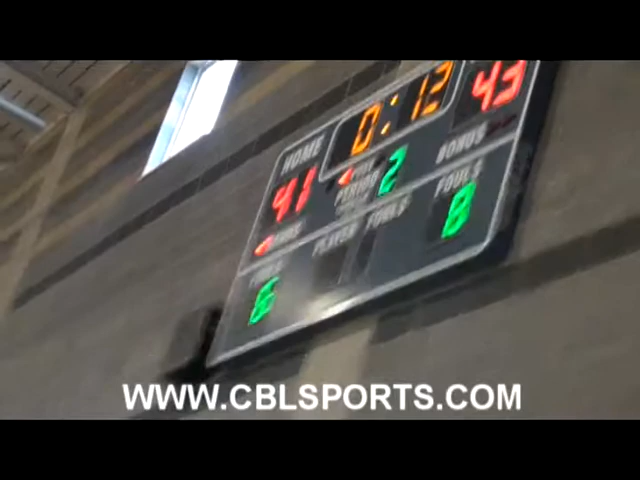 0:12
43
HOME
41
PERIOD
2
BONUS
FOULS
PLAYER FOULS
8
6
WWW.CBLSPORTS.COM